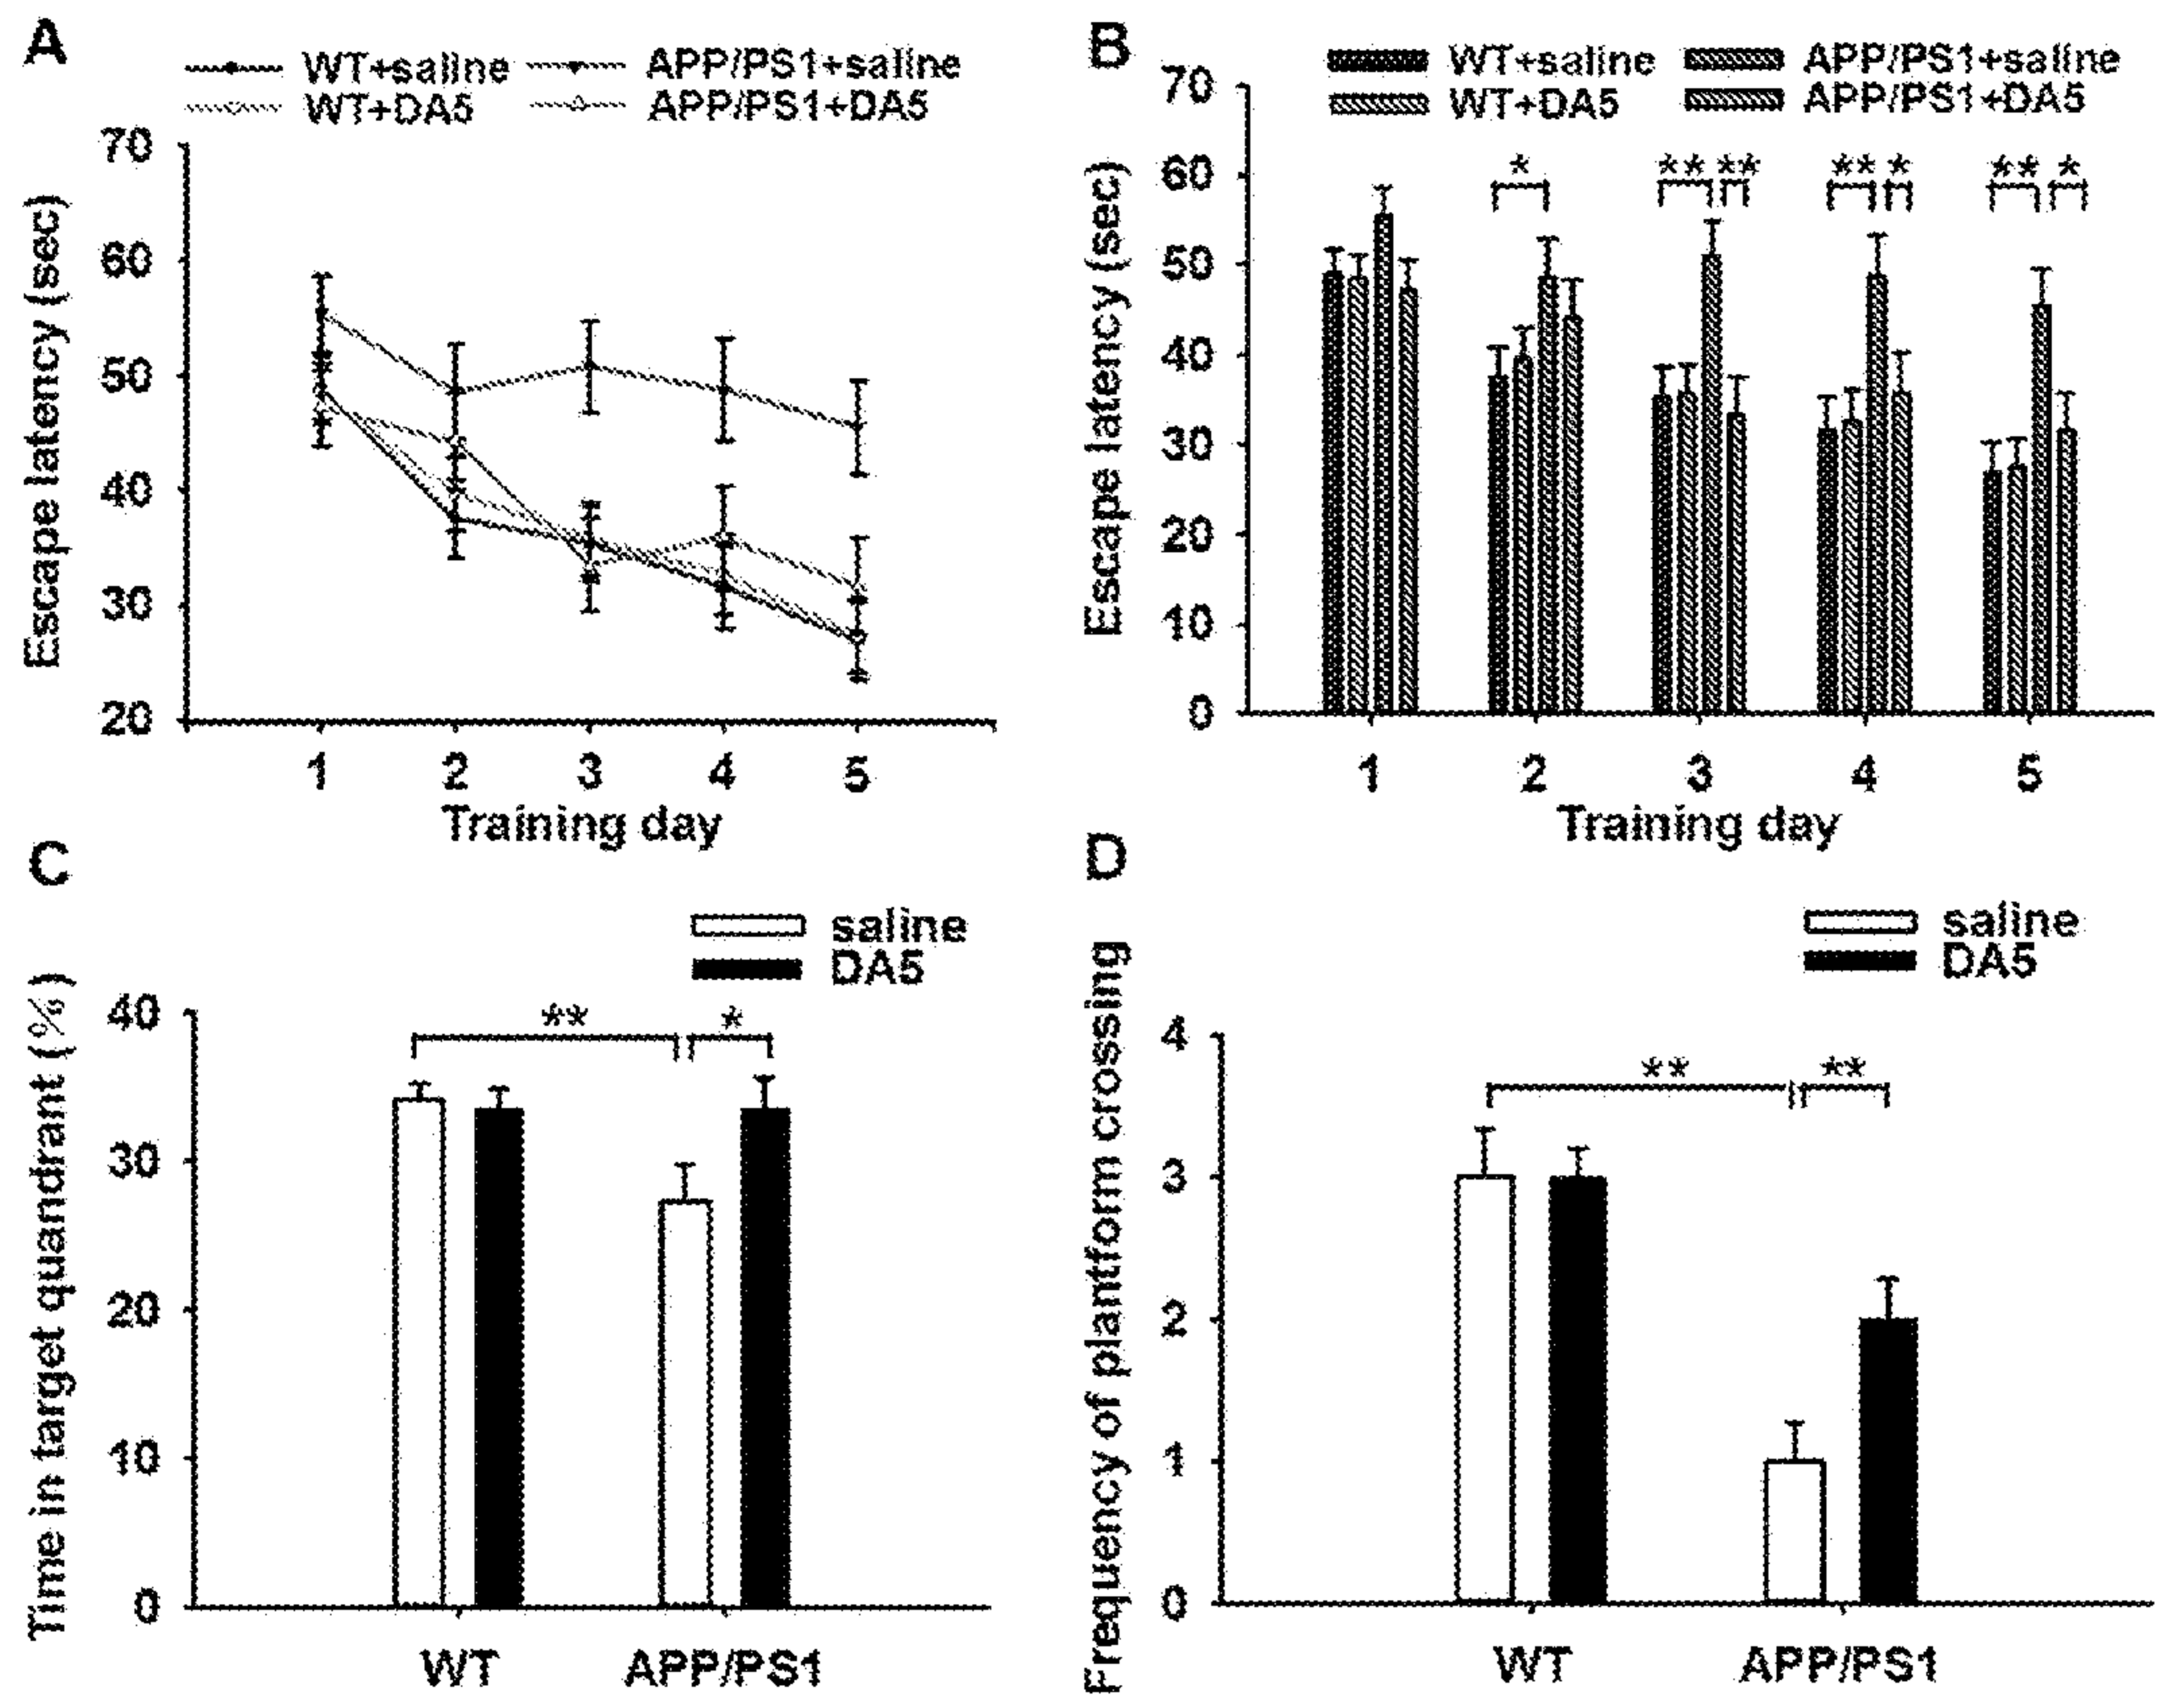 A
WT+saline APP/PS1+saline
WT+DA5 APP/PS1+DA5
70
60
50
40
30
20
Escape latency (sec)
1 2 3 4 5
Training day
B
WT+saline APP/PS1+saline
WT+DA5 APP/PS1+DA5
70
60
50
40
30
20
10
0
Escape latency (sec)
* ** ** ** * ** *
1 2 3 4 5
Training day
C
saline
DA5
40
30
20
10
0
Time in target quandrant (%)
** *
WT APP/PS1
D
saline
DA5
4
3
2
1
0
Frequency of plantform crossing
** **
WT APP/PS1